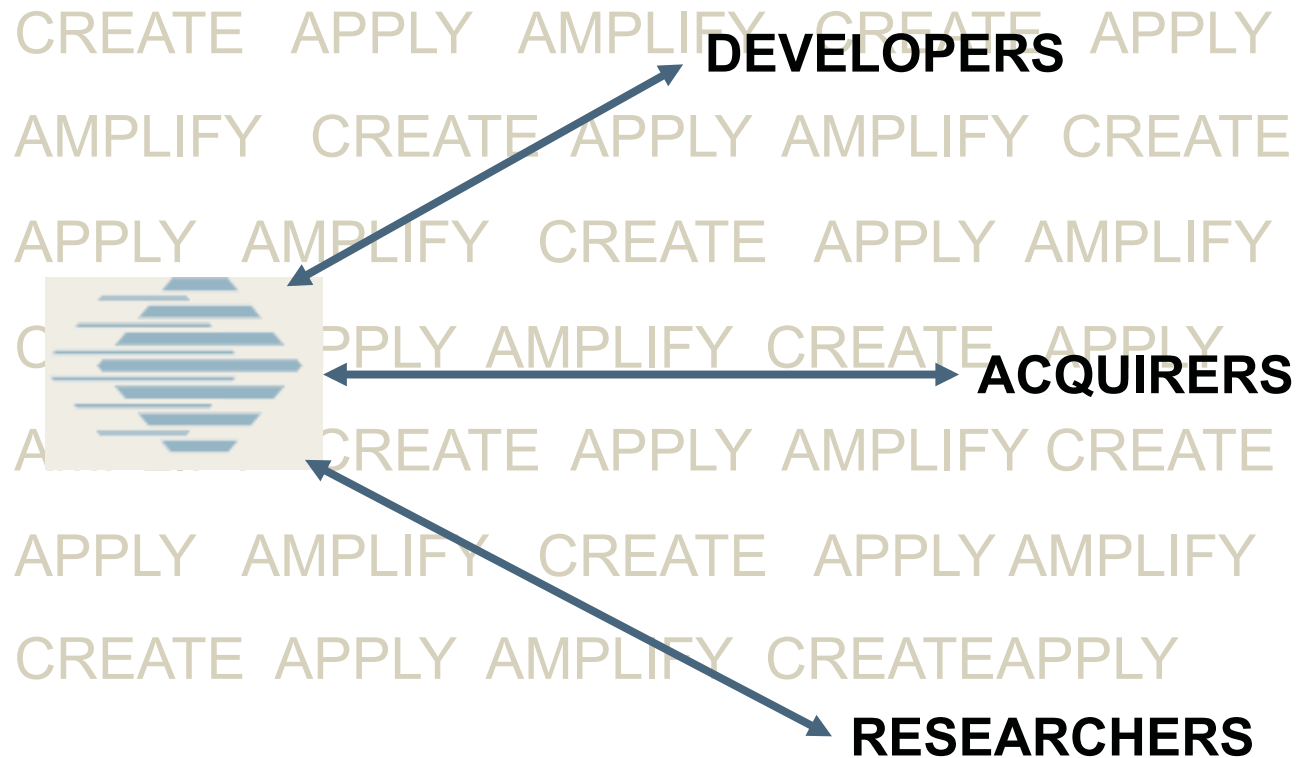 CREATE APPLY AMPLIFY CREATE APPLY
DEVELOPERS
AMPLIFY CREATE APPLY AMPLIFY CREATE
APPLY AMPLIFY CREATE APPLY AMPLIFY
APPLY AMPLIFY CREATE APPLY
ACQUIRERS
CREATE APPLY AMPLIFY CREATE
APPLY AMPLIFY CREATE APPLY AMPLIFY
CREATE APPLY AMPLIFY CREATEAPPLY
RESEARCHERS